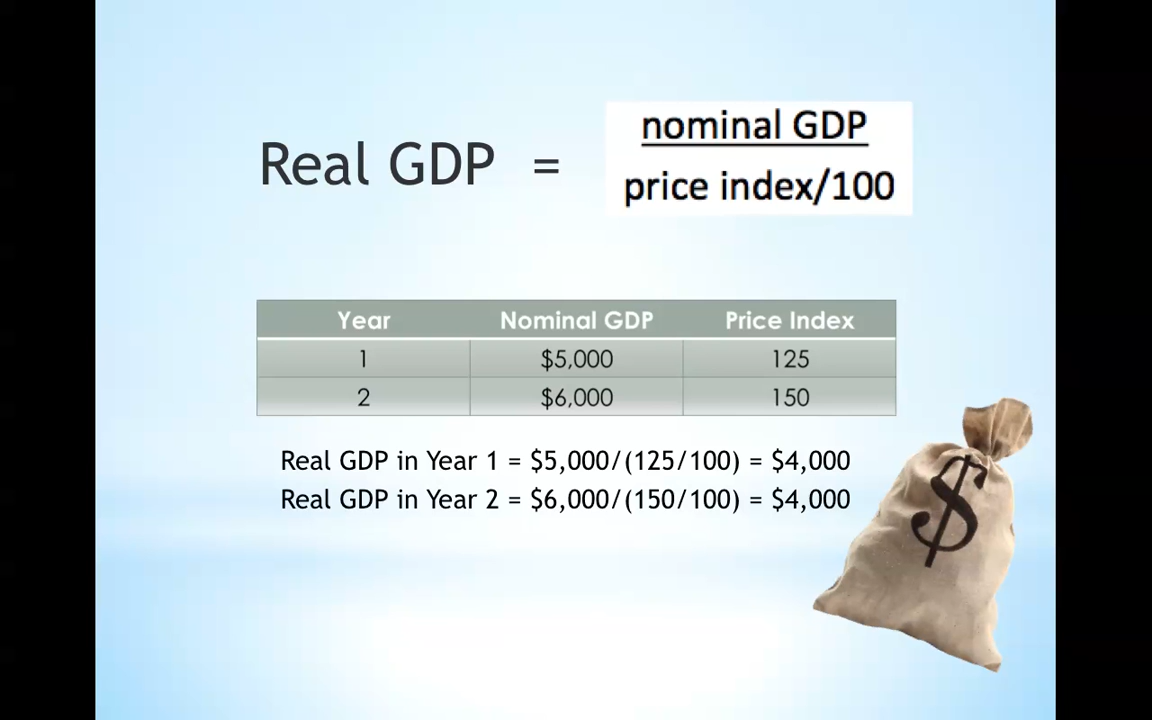 Real GDP =
nominal GDP
price index/100
Year Nominal GDP Price Index
1 $5,000 125
2 $6,000 150
Real GDP in Year 1 = $5,000/(125/100) = $4,000
Real GDP in Year 2 = $6,000/(150/100) = $4,000
$